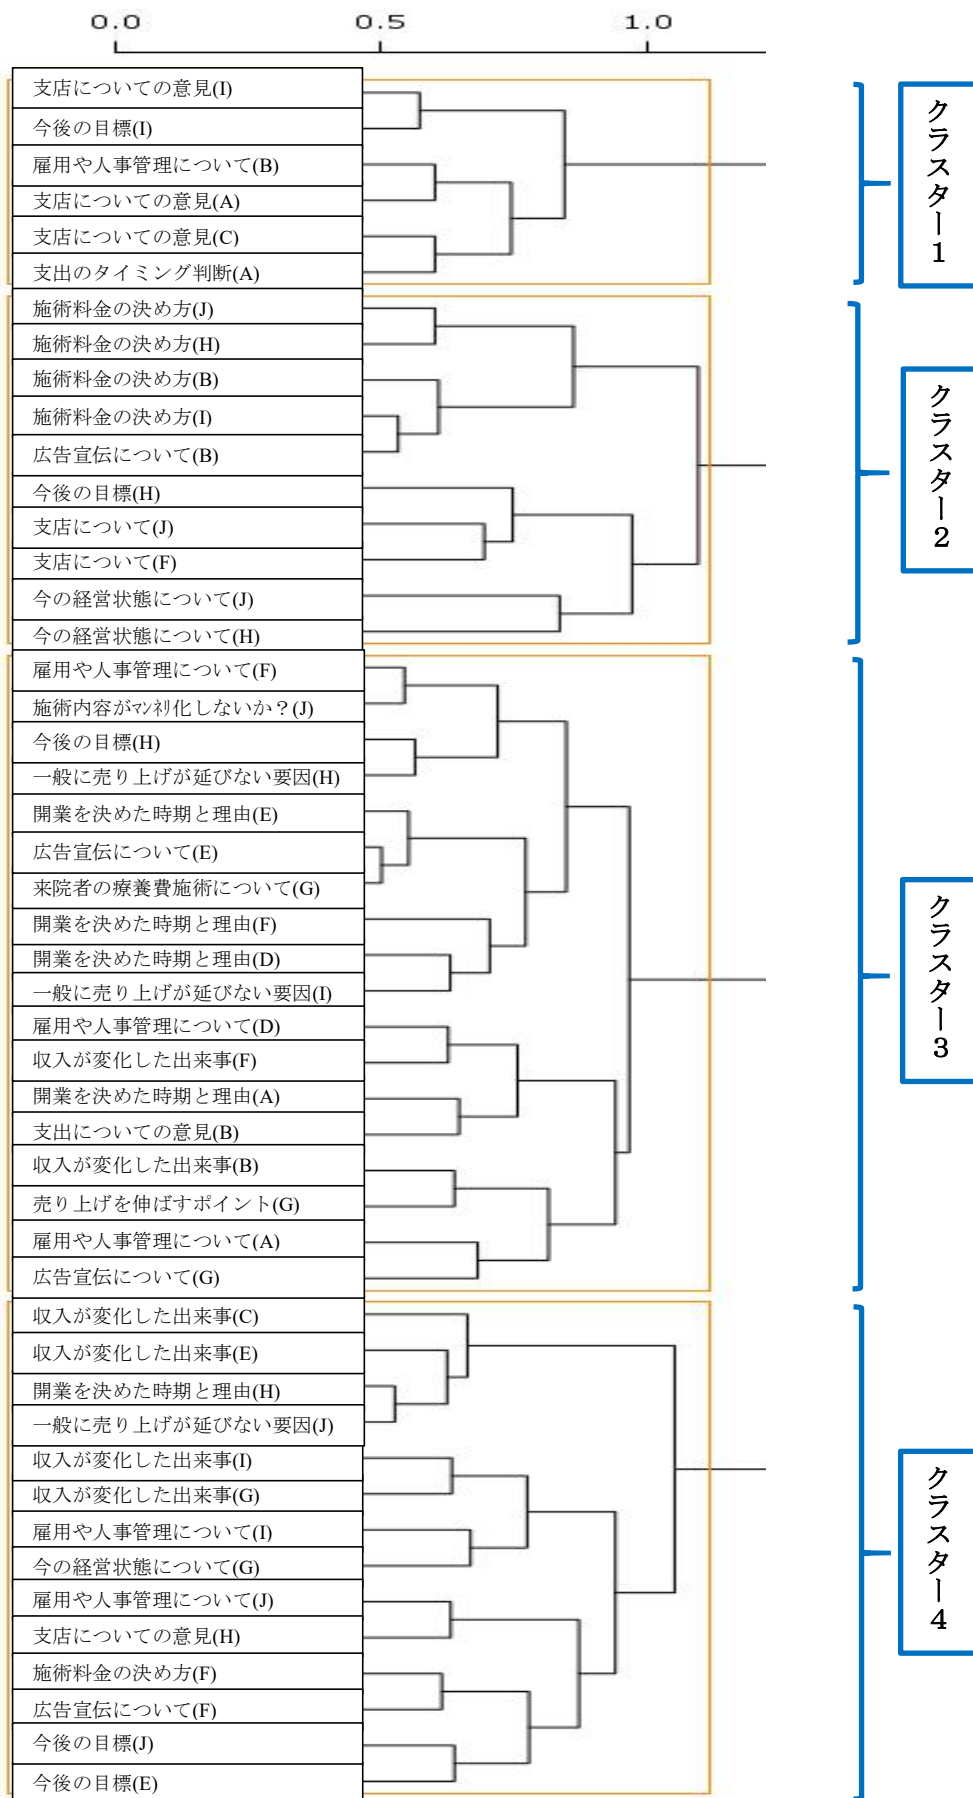 0.0 0.5 1.0
支店についての意見(I)
今後の目標(I)
雇用や人事管理について(B)
支店についての意見(A)
支店についての意見(C)
支出のタイミング判断(A)
クラスター1
施術料金の決め方(J)
施術料金の決め方(H)
施術料金の決め方(B)
施術料金の決め方(I)
広告宣伝について(B)
今後の目標(H)
支店について(J)
支店について(F)
今の経営状態について(J)
今の経営状態について(H)
クラスター2
雇用や人事管理について(F)
施術内容がﾏﾝﾈﾘ化しないか？(J)
今後の目標(H)
一般に売り上げが延びない要因(H)
開業を決めた時期と理由(E)
広告宣伝について(E)
来院者の療養費施術について(G)
開業を決めた時期と理由(F)
開業を決めた時期と理由(D)
一般に売り上げが延びない要因(I)
雇用や人事管理について(D)
収入が変化した出来事(F)
開業を決めた時期と理由(A)
支出についての意見(B)
収入が変化した出来事(B)
売り上げを伸ばすポイント(G)
雇用や人事管理について(A)
広告宣伝について(G)
クラスター3
収入が変化した出来事(C)
収入が変化した出来事(E)
開業を決めた時期と理由(H)
一般に売り上げが延びない要因(J)
収入が変化した出来事(I)
収入が変化した出来事(G)
雇用や人事管理について(I)
今の経営状態について(G)
雇用や人事管理について(J)
支店についての意見(H)
施術料金の決め方(F)
広告宣伝について(F)
今後の目標(J)
今後の目標(E)
クラスター4